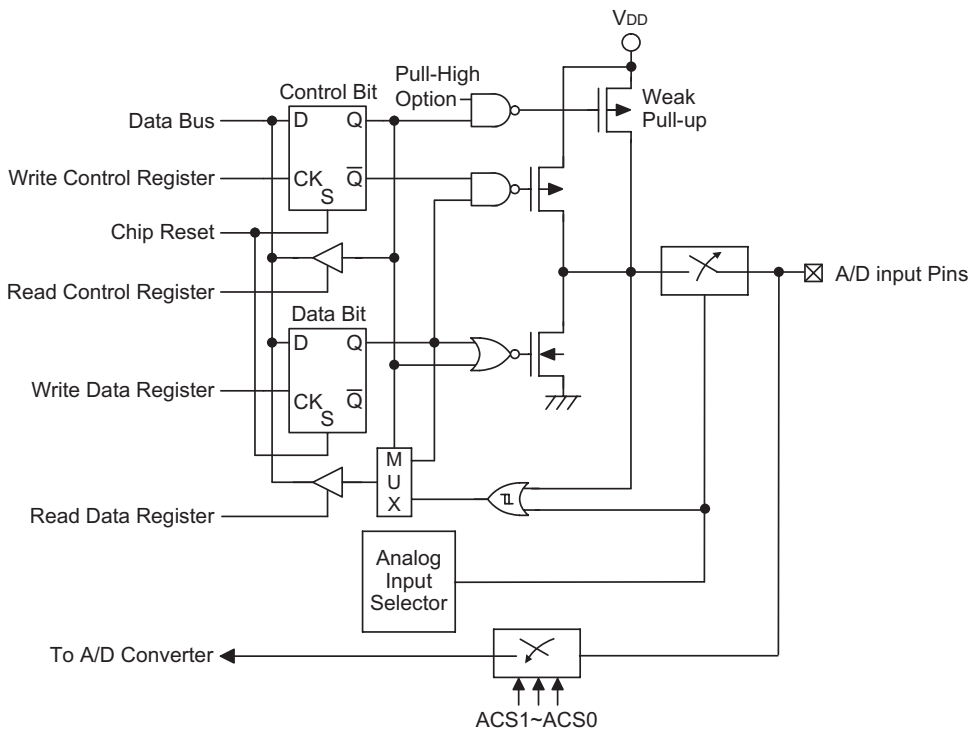 VDD
Pull-High
Option
Control Bit
Weak
Pull-up
Data Bus
D
Q
Write Control Register
CK
Q̅
S
Chip Reset
Read Control Register
A/D input Pins
Data Bit
D
Q
Write Data Register
CK
Q̅
S
M
U
X
Read Data Register
Analog
Input
Selector
To A/D Converter
ACS1~ACS0